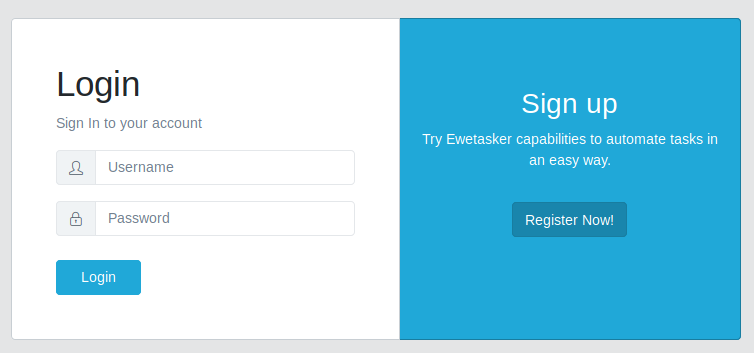 Login
Sign In to your account
Username
Password
Login
Sign up
Try Ewetasker capabilities to automate tasks in
an easy way.
Register Now!